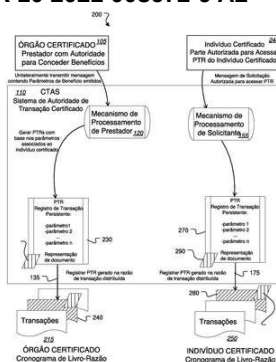 200
ÓRGÃO CERTIFICADO 105
Prestador com Autoridade
para Conceder Benefícios
Unilateralmente transmitir mensagem
contendo Parâmetros de Benefício emitidos
110 CTAS
Sistema de Autoridade de
Transação Certificado
Gerar PTRs com
base nos parâmetros
associados ao
indivíduo certificado
Mecanismo de
Processamento
de Prestador 120
PTR
Registro de Transação
Persistente:
-parâmetro1
-parâmetro 2
...
-parâmetro n
Representação
de documento
230
135
Registrar PTR gerado na razão
de transação distribuída
Transações
240
215
ÓRGÃO CERTIFICADO
Cronograma de Livro-Razão
Indivíduo Certificado
Parte Autorizada para
PTR do Indivíduo Certificado
Mensagem de Solicitação
Autorizada para acessar PTR
Mecanismo de
Processamento
de Solicitante
PTR
Registro de Transação
Persistente:
-parâmetro1
-parâmetro 2
...
-parâmetro n
Representação
de documento
270
290
175
Registrar PTR gerado na razão
de transação distribuída
280
Transações
250
INDIVÍDUO CERTIFICADO
Cronograma de Livro-Razão